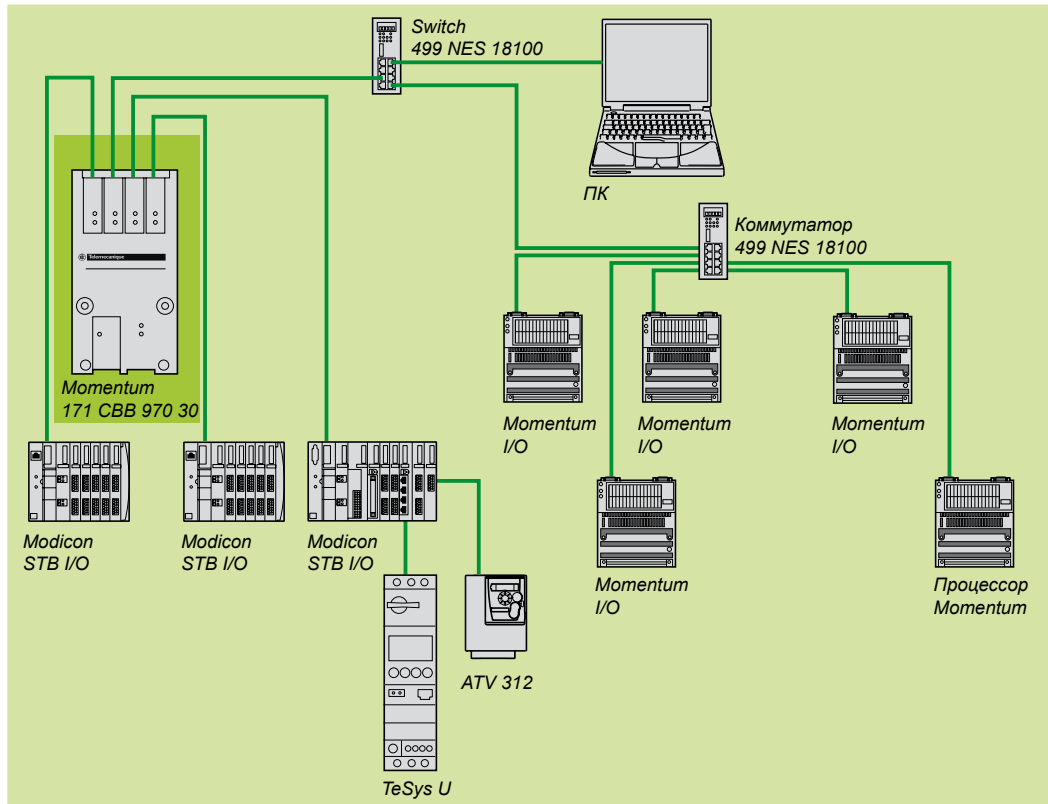 Switch
499 NES 18100
ПК
Коммутатор
499 NES 18100
Telemecanique
Momentum
171 CBB 970 30
Momentum
I/O
Momentum
I/O
Momentum
I/O
Modicon
STB I/O
Modicon
STB I/O
Modicon
STB I/O
Momentum
I/O
Процессор
Momentum
ATV 312
TeSys U